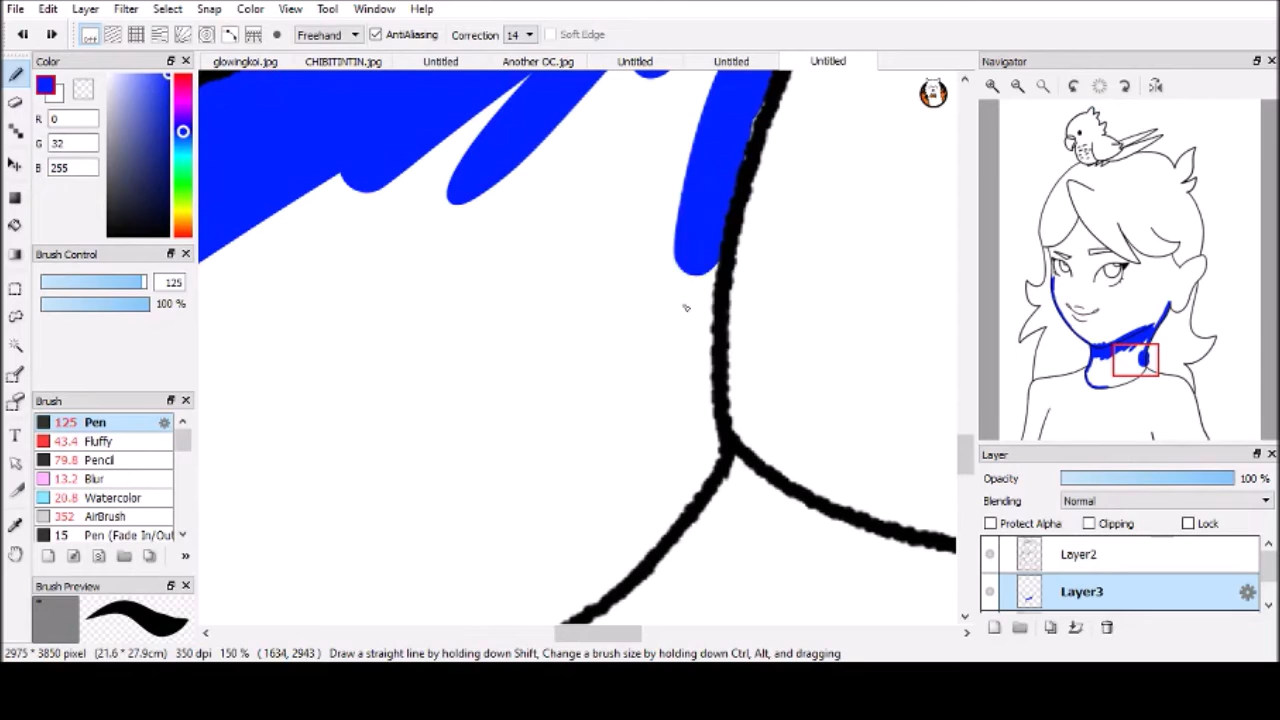 File Edit Layer Filter Select Snap Color View Tool Window Help
Off Freehand AntiAliasing Correction 14 Soft Edge
Color glowingkoi.jpg CHIBITINTIN.jpg Untitled Another OC.jpg Untitled Untitled Untitled Navigator
R 0
G 32
B 255
Brush Control
125
100 %
Brush
125 Pen
43.4 Fluffy
79.8 Pencil
13.2 Blur
20.8 Watercolor
352 AirBrush
15 Pen (Fade In/Out
Brush Preview
Layer
Opacity 100 %
Blending Normal
Protect Alpha Clipping Lock
Layer2
Layer3
2975 * 3850 pixel (21.6 * 27.9cm) 350 dpi 150 % ( 1634, 2943 ) Draw a straight line by holding down Shift, Change a brush size by holding down Ctrl, Alt, and dragging